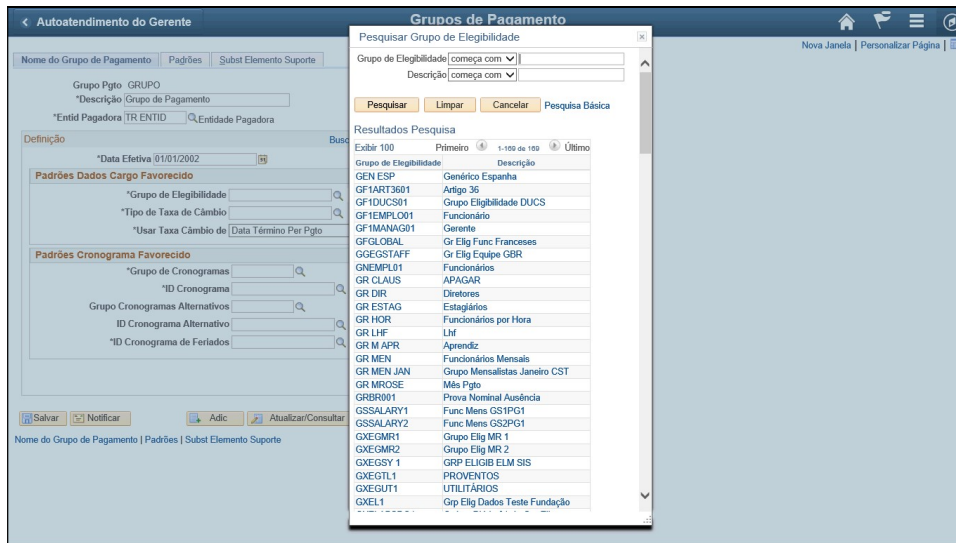 Autoatendimento do Gerente
Grupos de Pagamento
Nova Janela | Personalizar Página |
Nome do Grupo de Pagamento
Padrões
Subst Elemento Suporte
Grupo Pgto GRUPO
*Descrição Grupo de Pagamento
*Entid Pagadora TR ENTID Entidade Pagadora
Definição
Busc
*Data Efetiva 01/01/2002
Padrões Dados Cargo Favorecido
*Grupo de Elegibilidade
*Tipo de Taxa de Câmbio
*Usar Taxa Câmbio de Data Término Per Pgto
Padrões Cronograma Favorecido
*Grupo de Cronogramas
*ID Cronograma
Grupo Cronogramas Alternativos
ID Cronograma Alternativo
*ID Cronograma de Feriados
Salvar
Notificar
Adic
Atualizar/Consultar
Nome do Grupo de Pagamento | Padrões | Subst Elemento Suporte
Pesquisar Grupo de Elegibilidade
Grupo de Elegibilidade começa com
Descrição começa com
Pesquisar Limpar Cancelar Pesquisa Básica
Resultados Pesquisa
Exibir 100 Primeiro 1-169 de 169 Último
Grupo de Elegibilidade Descrição
GEN ESP Genérico Espanha
GF1ART3601 Artigo 36
GF1DUCS01 Grupo Eligibilidade DUCS
GF1EMPLO01 Funcionário
GF1MANAG01 Gerente
GFGLOBAL Gr Elig Func Franceses
GGEGSTAFF Gr Elig Equipe GBR
GNEMPL01 Funcionários
GR CLAUS APAGAR
GR DIR Diretores
GR ESTAG Estagiários
GR HOR Funcionários por Hora
GR LHF Lhf
GR M APR Aprendiz
GR MEN Funcionários Mensais
GR MEN JAN Grupo Mensalistas Janeiro CST
GR MROSE Mês Pgto
GRBR001 Prova Nominal Ausência
GSSALARY1 Func Mens GS1PG1
GSSALARY2 Func Mens GS2PG1
GXEGMR1 Grupo Elig MR 1
GXEGMR2 Grupo Elig MR 2
GXEGSY 1 GRP ELIGIB ELM SIS
GXEGTL1 PROVENTOS
GXEGUT1 UTILITÁRIOS
GXEL1 Grp Elig Dados Teste Fundação